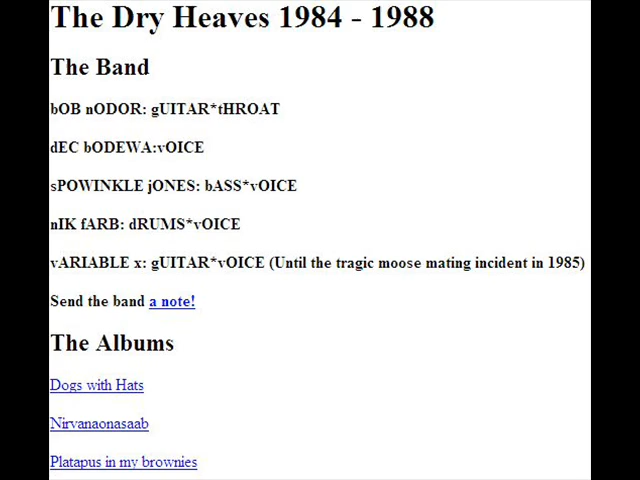 The Dry Heaves 1984 - 1988
The Band
bOB nODOR: gUITAR*tHROAT
dEC bODEWA:vOICE
sPOWINKLE jONES: bASS*vOICE
nIK fARB: dRUMS*vOICE
vARIABLE x: gUITAR*vOICE (Until the tragic moose mating incident in 1985)
Send the band a note!
The Albums
Dogs with Hats
Nirvanaonasaab
Platapus in my brownies